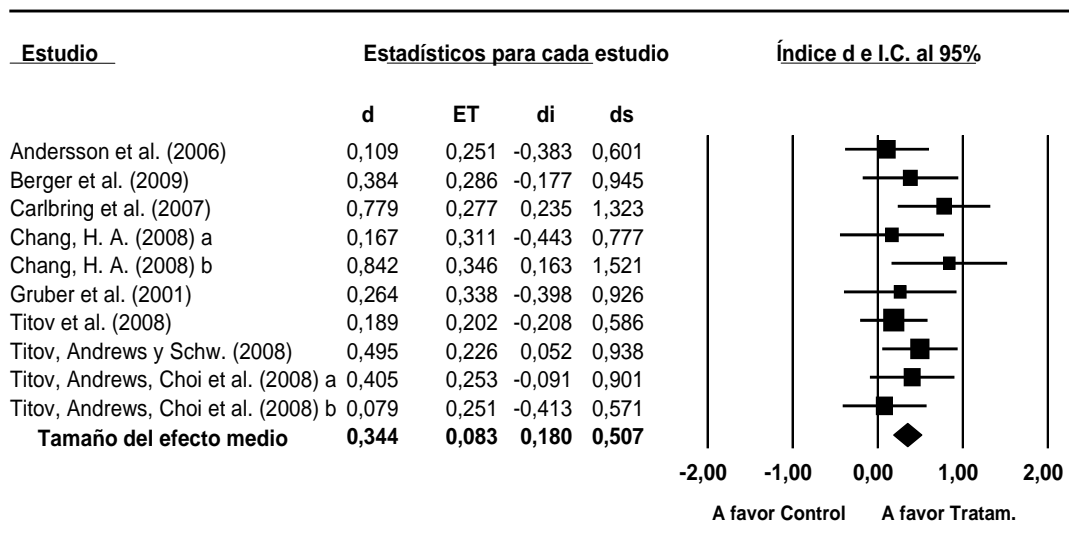 Estudio Estadísticos para cada estudio Índice d e I.C. al 95%
d ET di ds
Andersson et al. (2006) 0,109 0,251 -0,383 0,601
Berger et al. (2009) 0,384 0,286 -0,177 0,945
Carlbring et al. (2007) 0,779 0,277 0,235 1,323
Chang, H. A. (2008) a 0,167 0,311 -0,443 0,777
Chang, H. A. (2008) b 0,842 0,346 0,163 1,521
Gruber et al. (2001) 0,264 0,338 -0,398 0,926
Titov et al. (2008) 0,189 0,202 -0,208 0,586
Titov, Andrews y Schw. (2008) 0,495 0,226 0,052 0,938
Titov, Andrews, Choi et al. (2008) a 0,405 0,253 -0,091 0,901
Titov, Andrews, Choi et al. (2008) b 0,079 0,251 -0,413 0,571
Tamaño del efecto medio 0,344 0,083 0,180 0,507
-2,00 -1,00 0,00 1,00 2,00
A favor Control A favor Tratam.